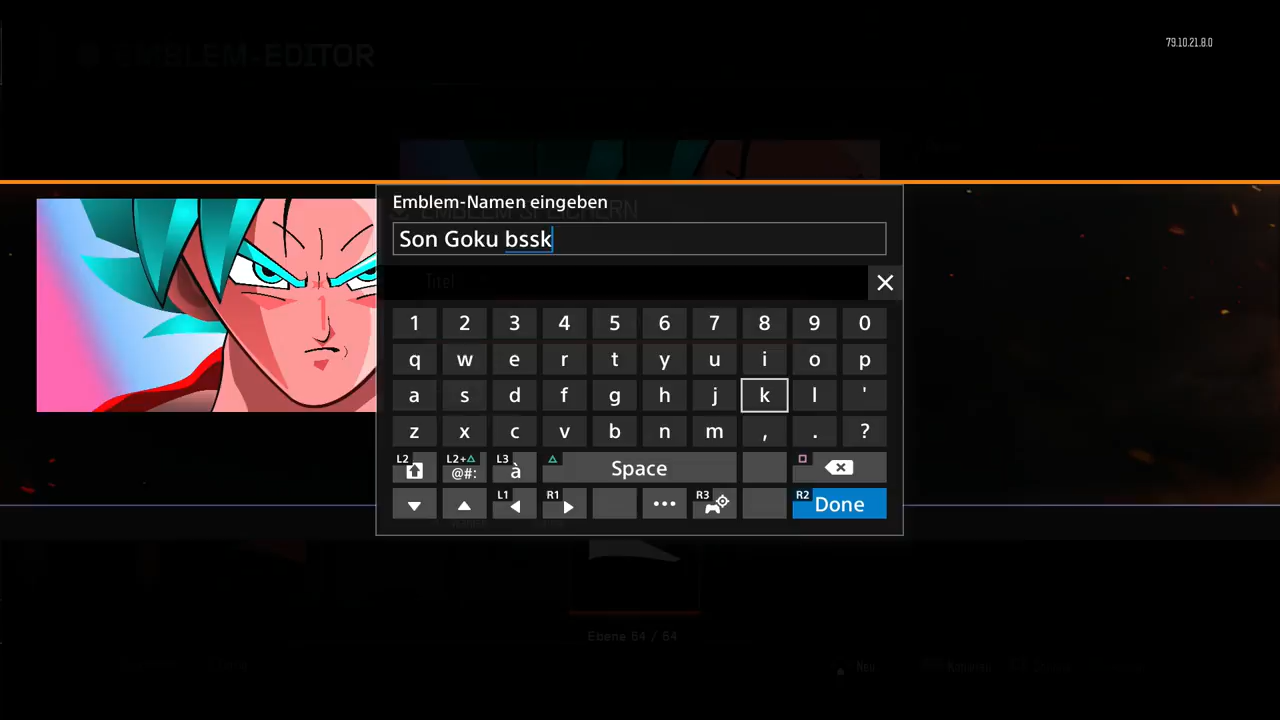 EMBLEM-EDITOR
79.10.21.8.0
Emblem-Namen eingeben
EMBLEM SPEICHERN
Son Goku bssk
Titel
1 2 3 4 5 6 7 8 9 0
q w e r t y u i o p
a s d f g h j k l '
z x c v b n m , . ?
L2 L2+△ @#: L3 à △ Space □
L1 R1 ... R3 R2 Done
Ebene 64 / 64
Neu